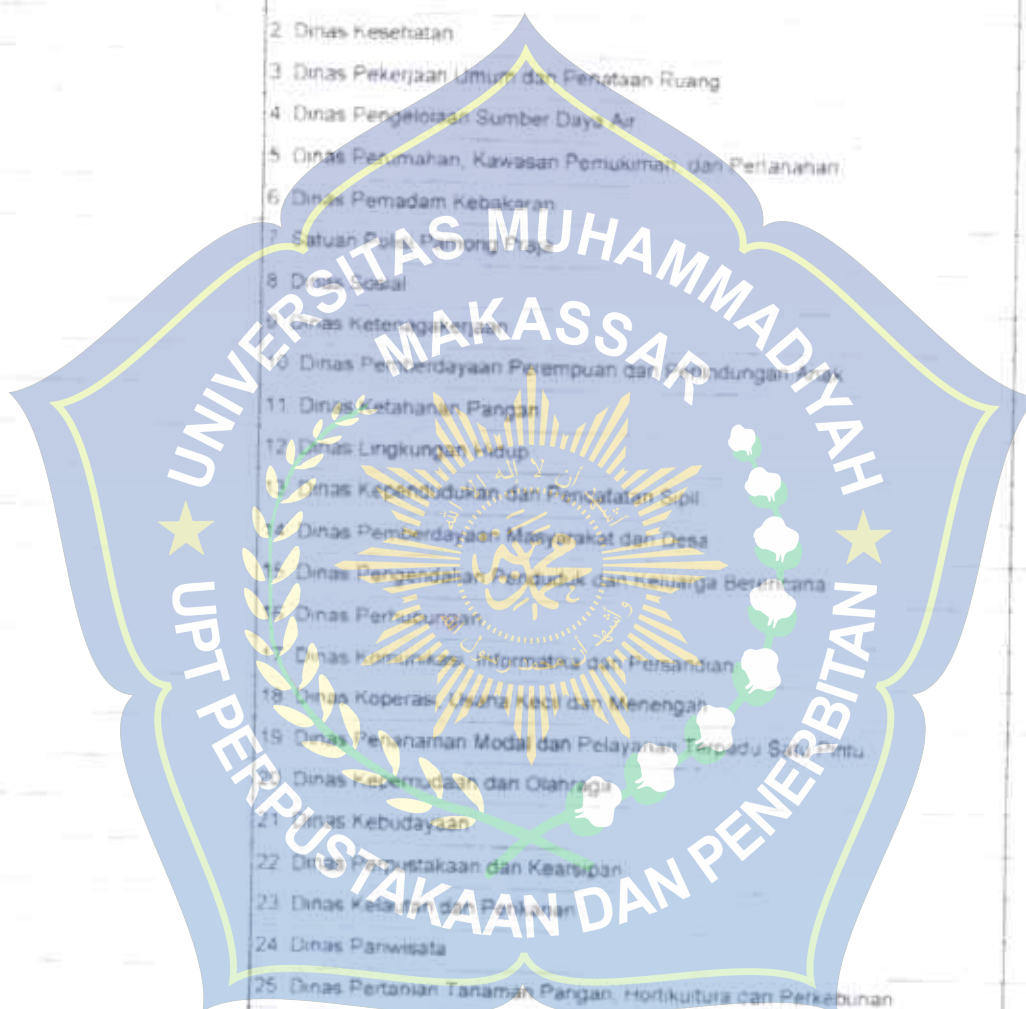 2 Dinas Kesehatan
3 Dinas Pekerjaan Umum dan Penataan Ruang
4 Dinas Pengelolaan Sumber Daya Air
5 Dinas Perumahan, Kawasan Pemukiman, dan Pertanahan
6 Dinas Pemadam Kebakaran
7 Satuan Polisi Pamong Praja
8 Dinas Sosial
9 Dinas Ketenagakerjaan
10 Dinas Pemberdayaan Perempuan dan Perlindungan Anak
11 Dinas Ketahanan Pangan
12 Dinas Lingkungan Hidup
13 Dinas Kependudukan dan Pencatatan Sipil
14 Dinas Pemberdayaan Masyarakat dan Desa
15 Dinas Pengendalian Penduduk dan Keluarga Berencana
16 Dinas Perhubungan
17 Dinas Komunikasi, Informatika dan Persandian
18 Dinas Koperasi, Usaha Kecil dan Menengah
19 Dinas Penanaman Modal dan Pelayanan Terpadu Satu Pintu
20 Dinas Kepemudaan dan Olahraga
21 Dinas Kebudayaan
22 Dinas Perpustakaan dan Kearsipan
23 Dinas Kelautan dan Perikanan
24 Dinas Pariwisata
25 Dinas Pertanian Tanaman Pangan, Hortikultura dan Perkebunan
UNIVERSITAS MUHAMMADIYAH
MAKASSAR
UPT PERPUSTAKAAN DAN PENERBITAN